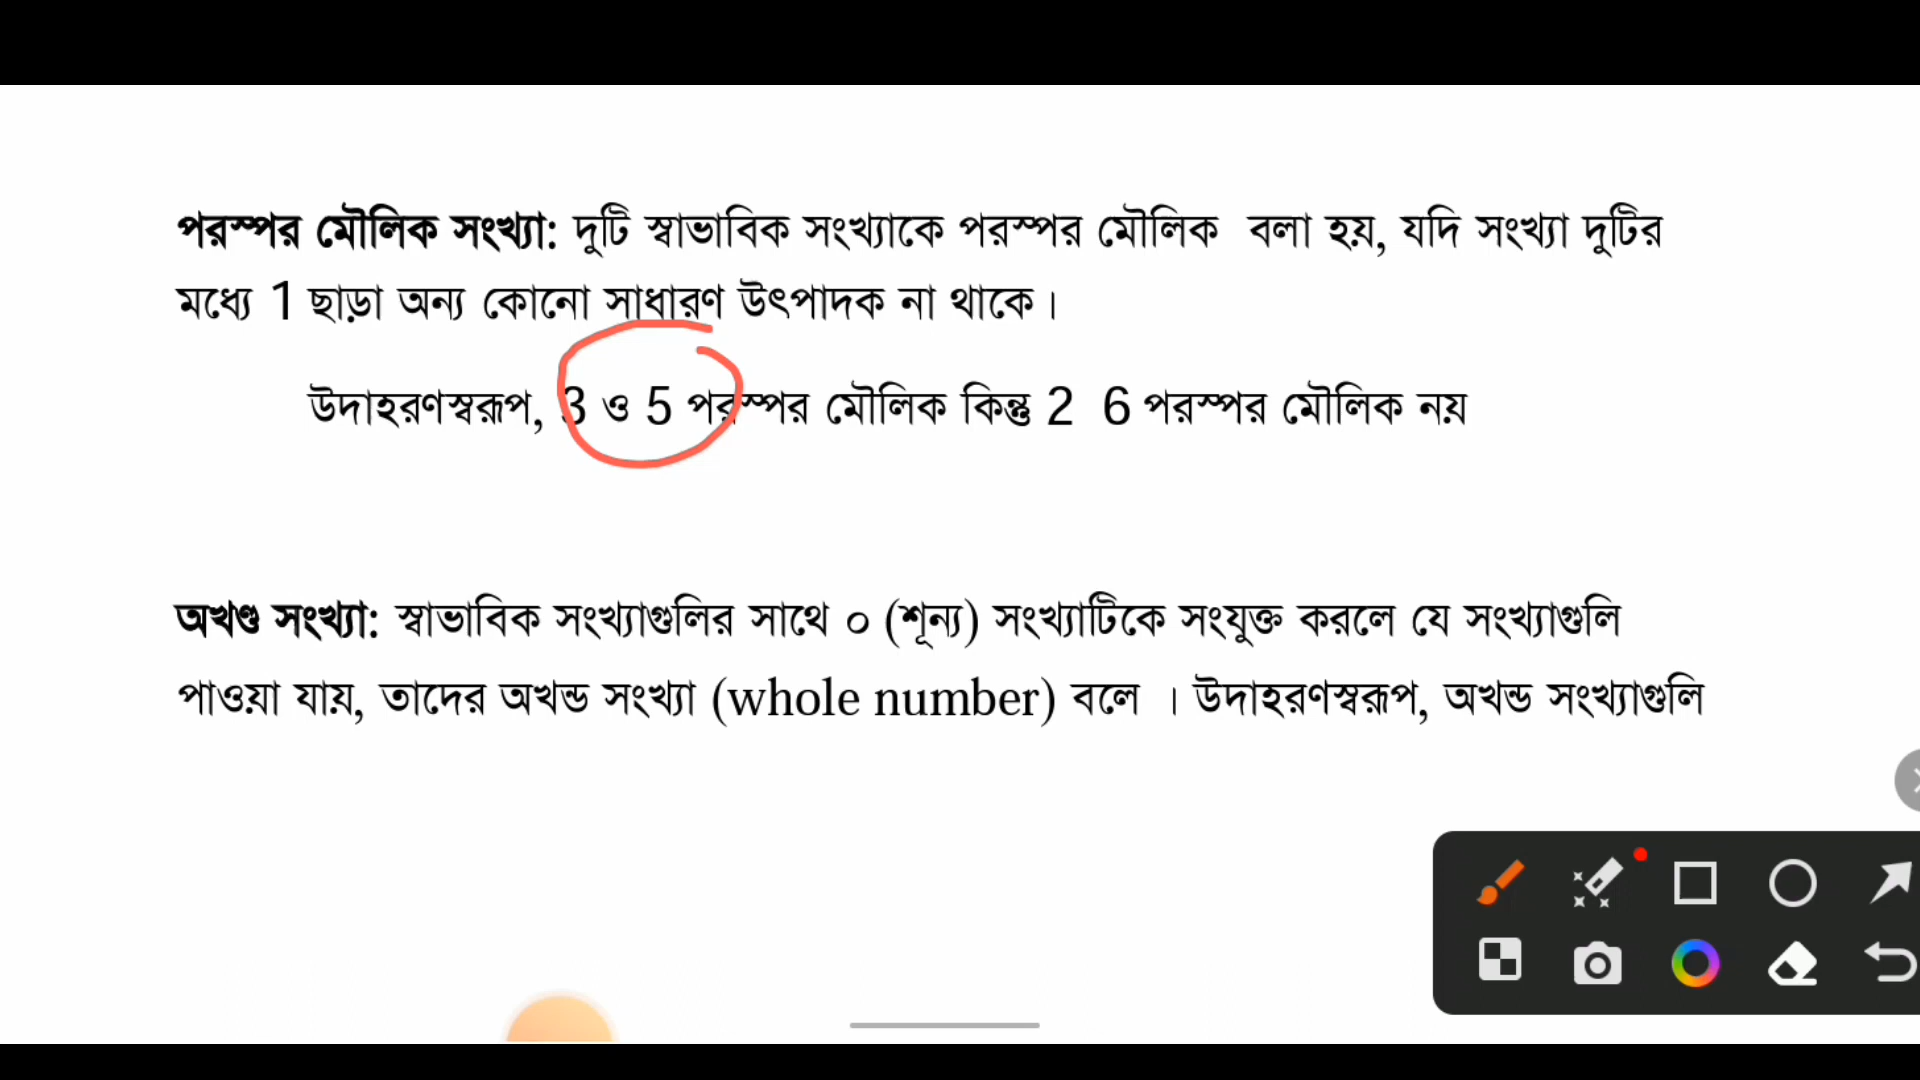 পরস্পর মৌলিক সংখ্যা: দুটি স্বাভাবিক সংখ্যাকে পরস্পর মৌলিক বলা হয়, যদি সংখ্যা দুটির
মধ্যে 1 ছাড়া অন্য কোনো সাধারণ উৎপাদক না থাকে।
উদাহরণস্বরূপ, 3 ও 5 পরস্পর মৌলিক কিন্তু 2 6 পরস্পর মৌলিক নয়
অখণ্ড সংখ্যা: স্বাভাবিক সংখ্যাগুলির সাথে ০ (শূন্য) সংখ্যাটিকে সংযুক্ত করলে যে সংখ্যাগুলি
পাওয়া যায়, তাদের অখন্ড সংখ্যা (whole number) বলে । উদাহরণস্বরূপ, অখন্ড সংখ্যাগুলি